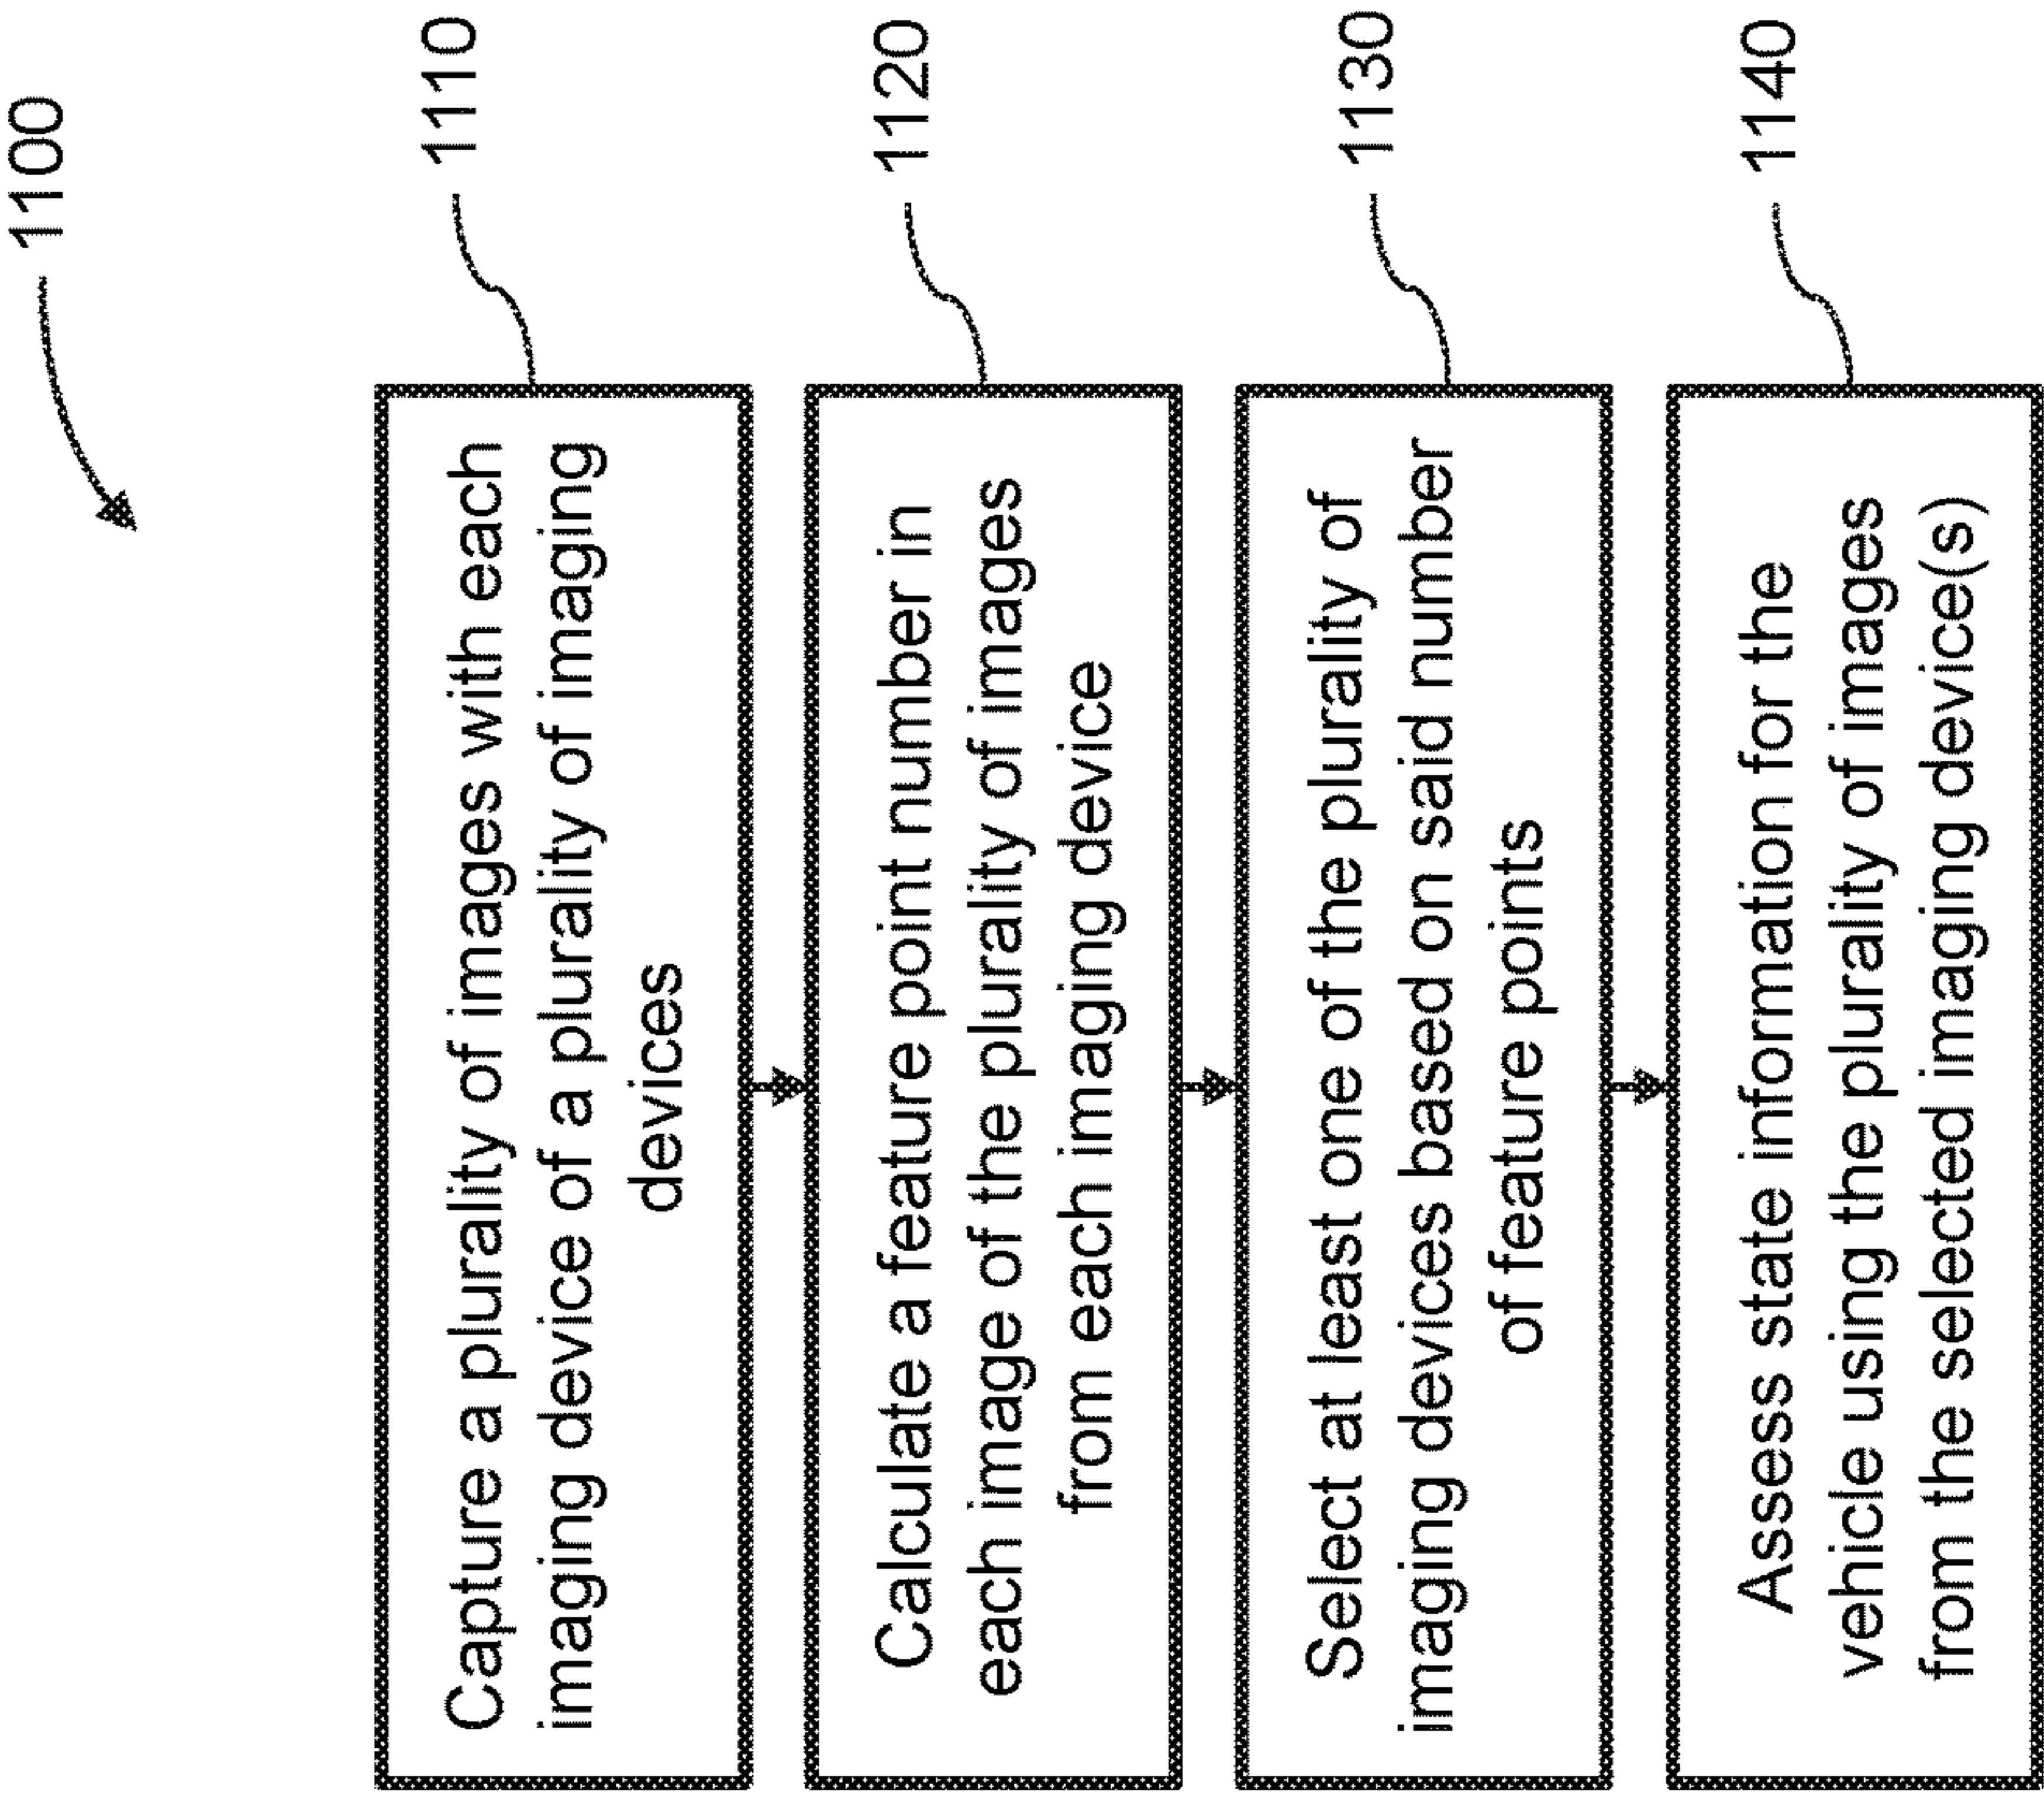 1100
Capture a plurality of images with each
imaging device of a plurality of imaging
devices
1110
Calculate a feature point number in
each image of the plurality of images
from each imaging device
1120
Select at least one of the plurality of
imaging devices based on said number
of feature points
1130
Assess state information for the
vehicle using the plurality of images
from the selected imaging device(s)
1140